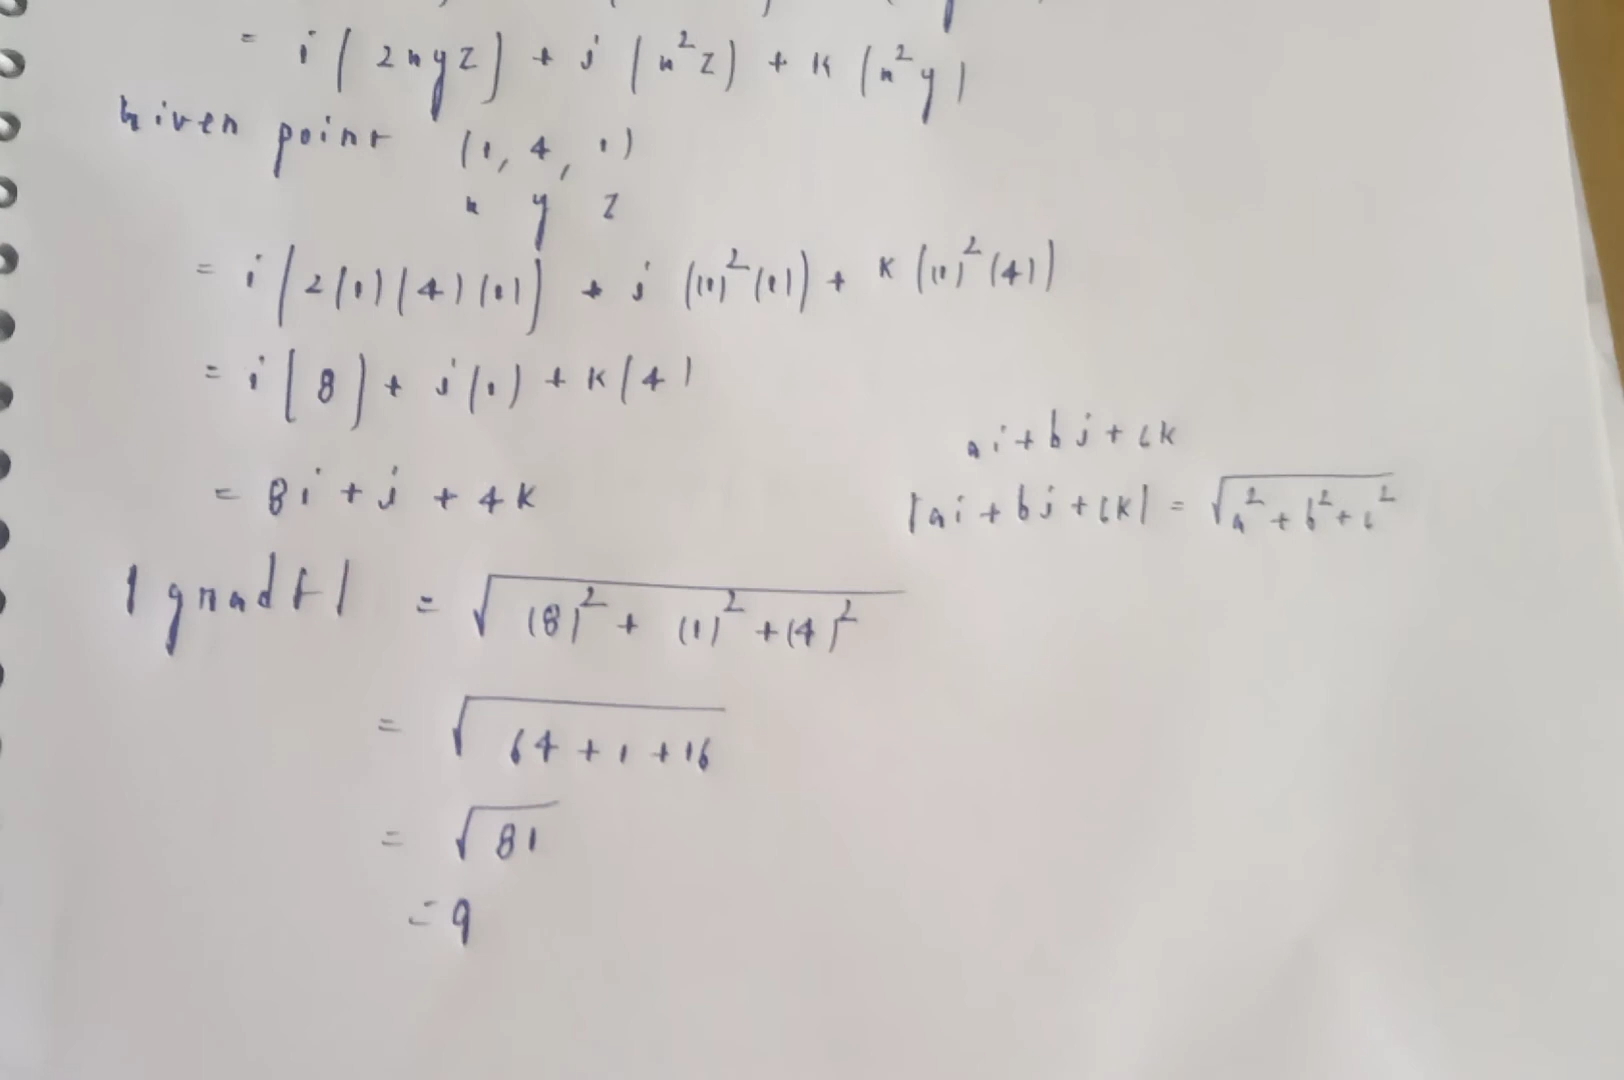 = i(2xyz) + j(x²z) + k(x²y)
Given point (1, 4, 1)
x y z
= i(2(1)(4)(1)) + j((1)²(1)) + k((1)²(4))
= i(8) + j(1) + k(4)
ai + bj + ck
= 8i + j + 4k
|ai + bj + ck| = √a² + b² + c²
|grad f| = √(8)² + (1)² + (4)²
= √64 + 1 + 16
= √81
= 9